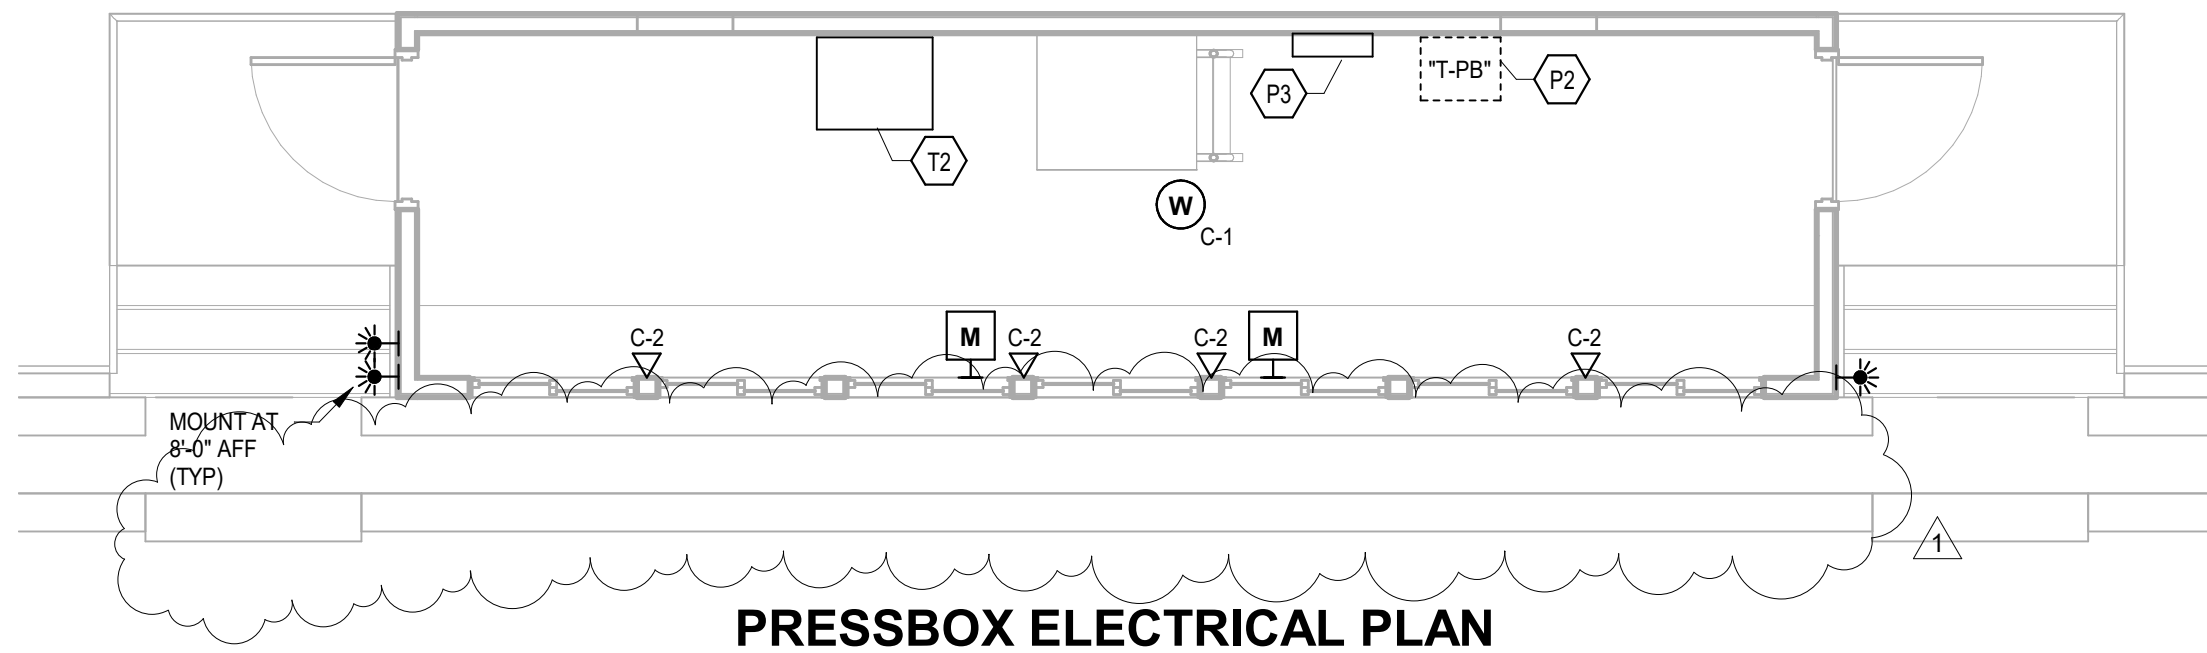 "T-PB"
P2
P3
T2
W
C-1
C-2
M
C-2
C-2
M
C-2
MOUNT AT
8'-0" AFF
(TYP)
1
PRESSBOX ELECTRICAL PLAN